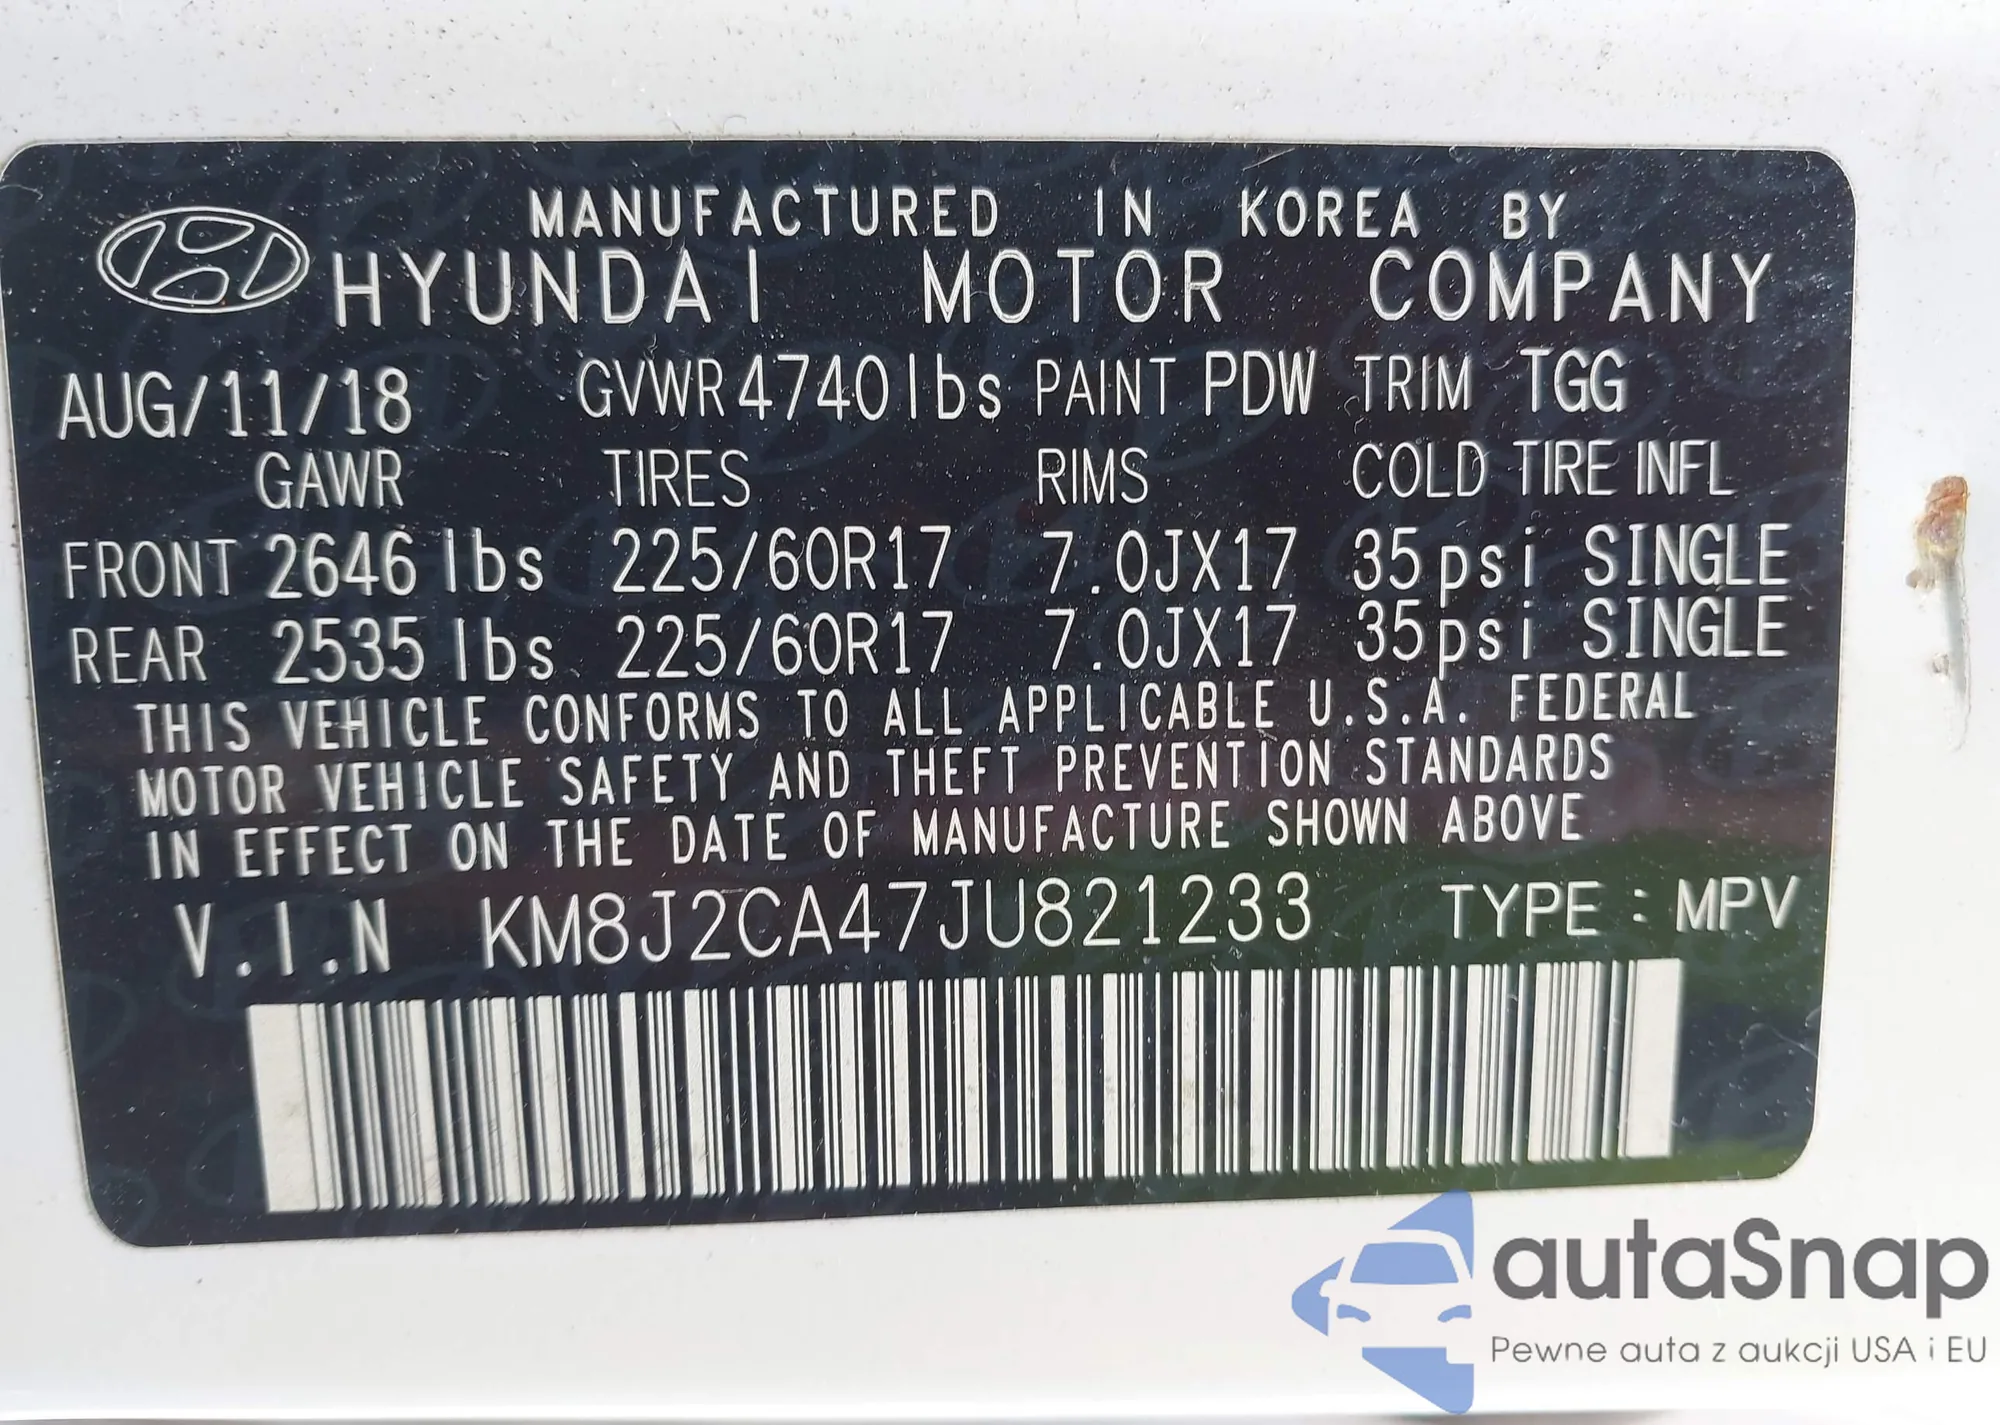 MANUFACTURED IN KOREA BY
HYUNDAI MOTOR COMPANY
AUG/11/18 GVWR 4740lbs PAINT PDW TRIM TGG
GAWR TIRES RIMS COLD TIRE INFL
FRONT 2646 lbs 225/60R17 7.0JX17 35psi SINGLE
REAR 2535 lbs 225/60R17 7.0JX17 35psi SINGLE
THIS VEHICLE CONFORMS TO ALL APPLICABLE U.S.A. FEDERAL
MOTOR VEHICLE SAFETY AND THEFT PREVENTION STANDARDS
IN EFFECT ON THE DATE OF MANUFACTURE SHOWN ABOVE
V.I.N KM8J2CA47JU821233 TYPE : MPV
autaSnap
Pewne auta z aukcji USA i EU